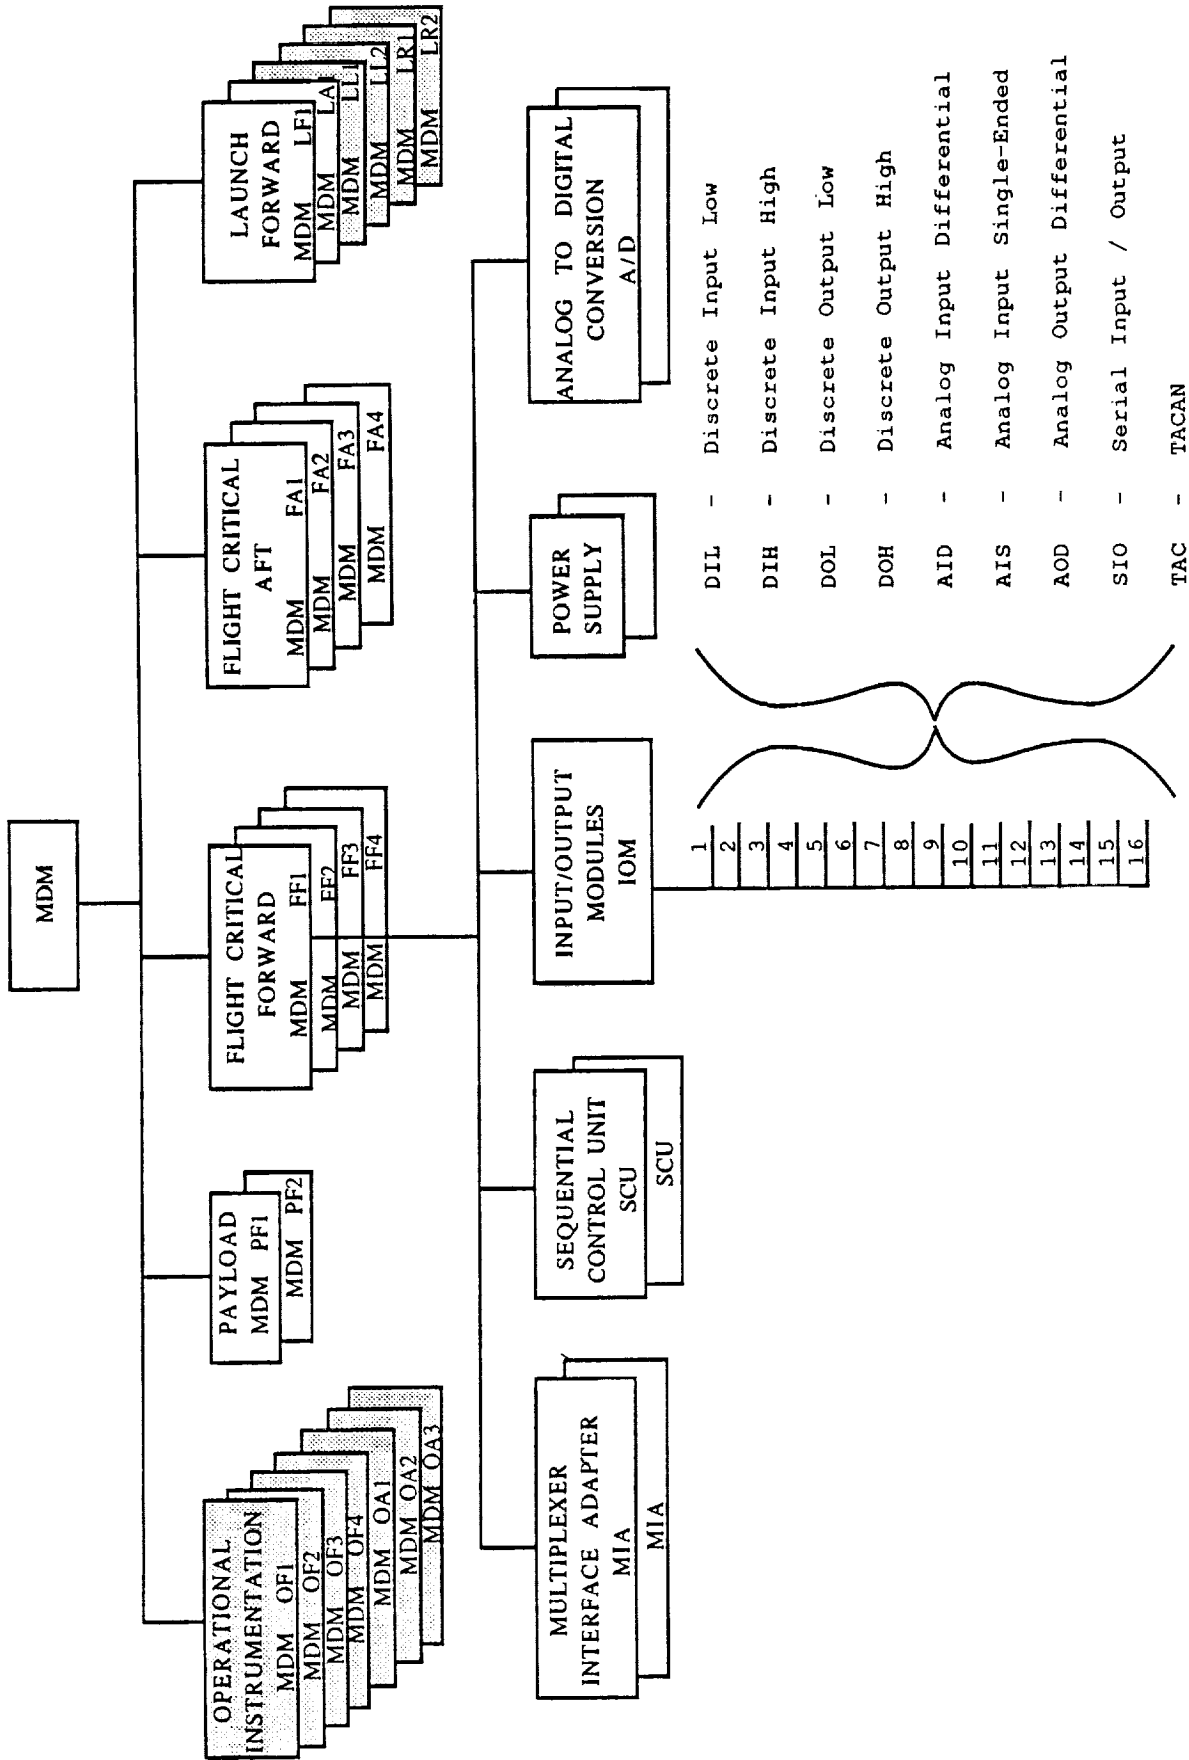 MDM
OPERATIONAL
INSTRUMENTATION
MDM OF1
MDM OF2
MDM OF3
MDM OF4
MDM OA1
MDM OA2
MDM OA3
PAYLOAD
MDM PF1
MDM PF2
FLIGHT CRITICAL
FORWARD
MDM FF1
MDM FF2
MDM FF3
MDM FF4
FLIGHT CRITICAL
AFT
MDM FA1
MDM FA2
MDM FA3
MDM FA4
LAUNCH
FORWARD
MDM LF1
MDM LA1
MDM LL1
MDM LL2
MDM LR1
MDM LR2
MULTIPLEXER
INTERFACE ADAPTER
MIA
MIA
SEQUENTIAL
CONTROL UNIT
SCU
SCU
INPUT/OUTPUT
MODULES
IOM
POWER
SUPPLY
ANALOG TO DIGITAL
CONVERSION
A/D
1
2
3
4
5
6
7
8
9
10
11
12
13
14
15
16
DIL - Discrete Input Low
DIH - Discrete Input High
DOL - Discrete Output Low
DOH - Discrete Output High
AID - Analog Input Differential
AIS - Analog Input Single-Ended
AOD - Analog Output Differential
SIO - Serial Input / Output
TAC - TACAN